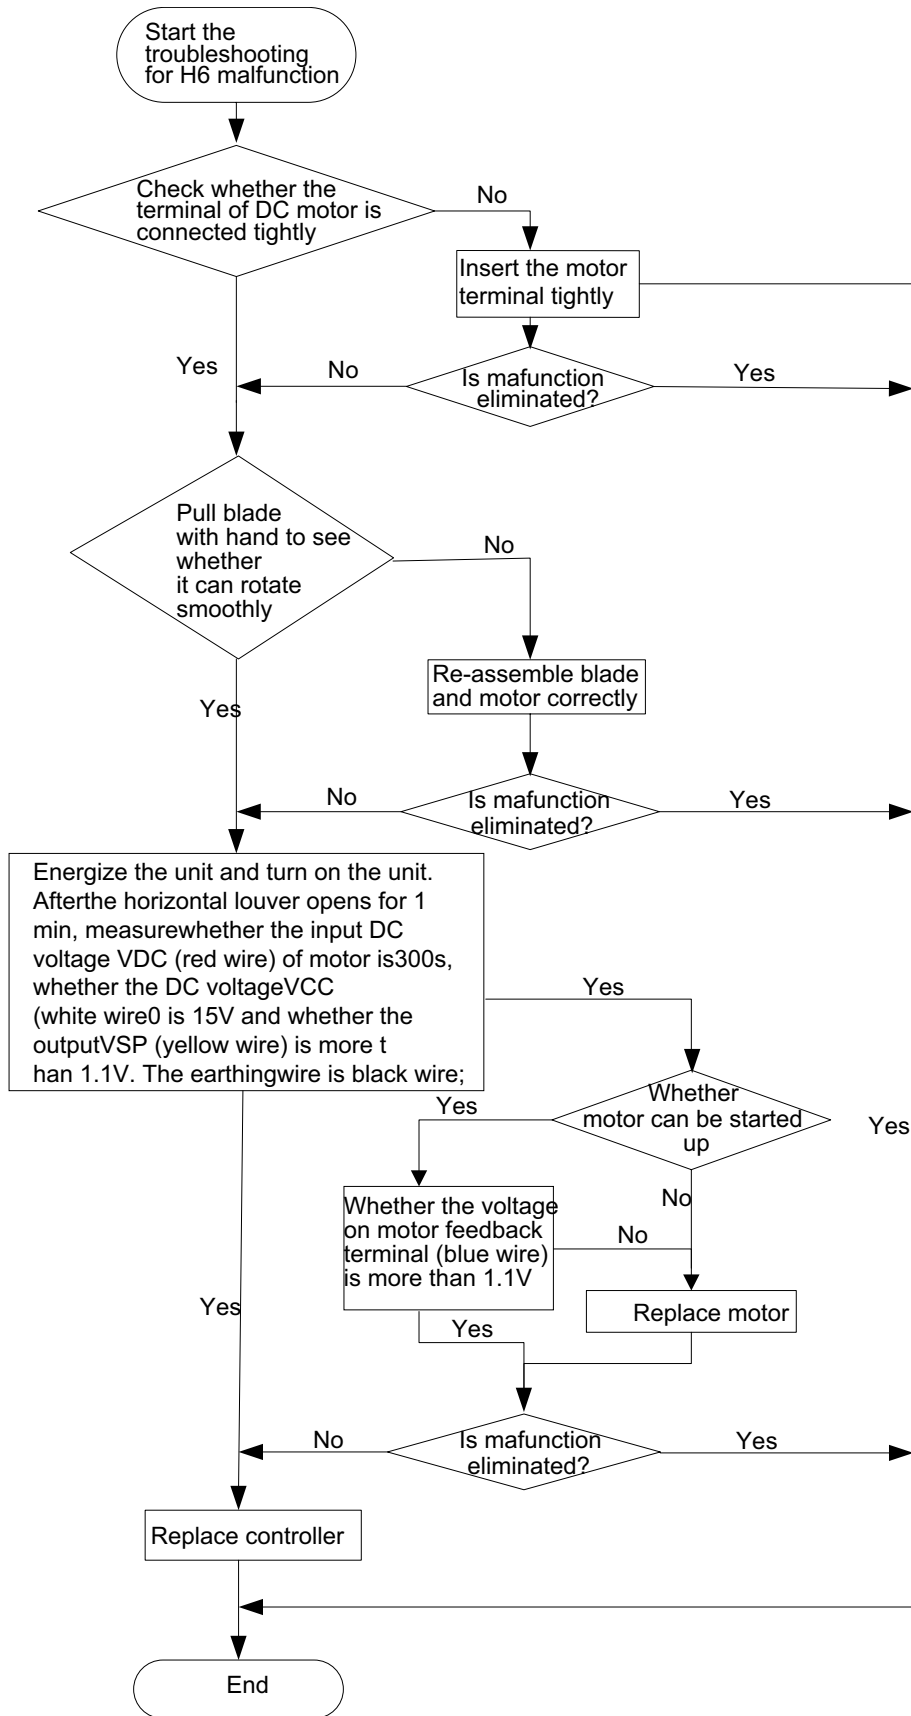 Start the
troubleshooting
for H6 malfunction
Check whether the
terminal of DC motor is
connected tightly
No
Insert the motor
terminal tightly
Yes
No
Is mafunction
eliminated?
Yes
Pull blade
with hand to see
whether
it can rotate
smoothly
No
Re-assemble blade
and motor correctly
Yes
No
Is mafunction
eliminated?
Yes
Energize the unit and turn on the unit.
Afterthe horizontal louver opens for 1
min, measurewhether the input DC
voltage VDC (red wire) of motor is300s,
whether the DC voltageVCC
(white wire0 is 15V and whether the
outputVSP (yellow wire) is more t
han 1.1V. The earthingwire is black wire;
Yes
Whether
motor can be started
up
Yes
Yes
No
Whether the voltage
on motor feedback
terminal (blue wire)
is more than 1.1V
No
Replace motor
Yes
Yes
No
Is mafunction
eliminated?
Yes
Replace controller
End